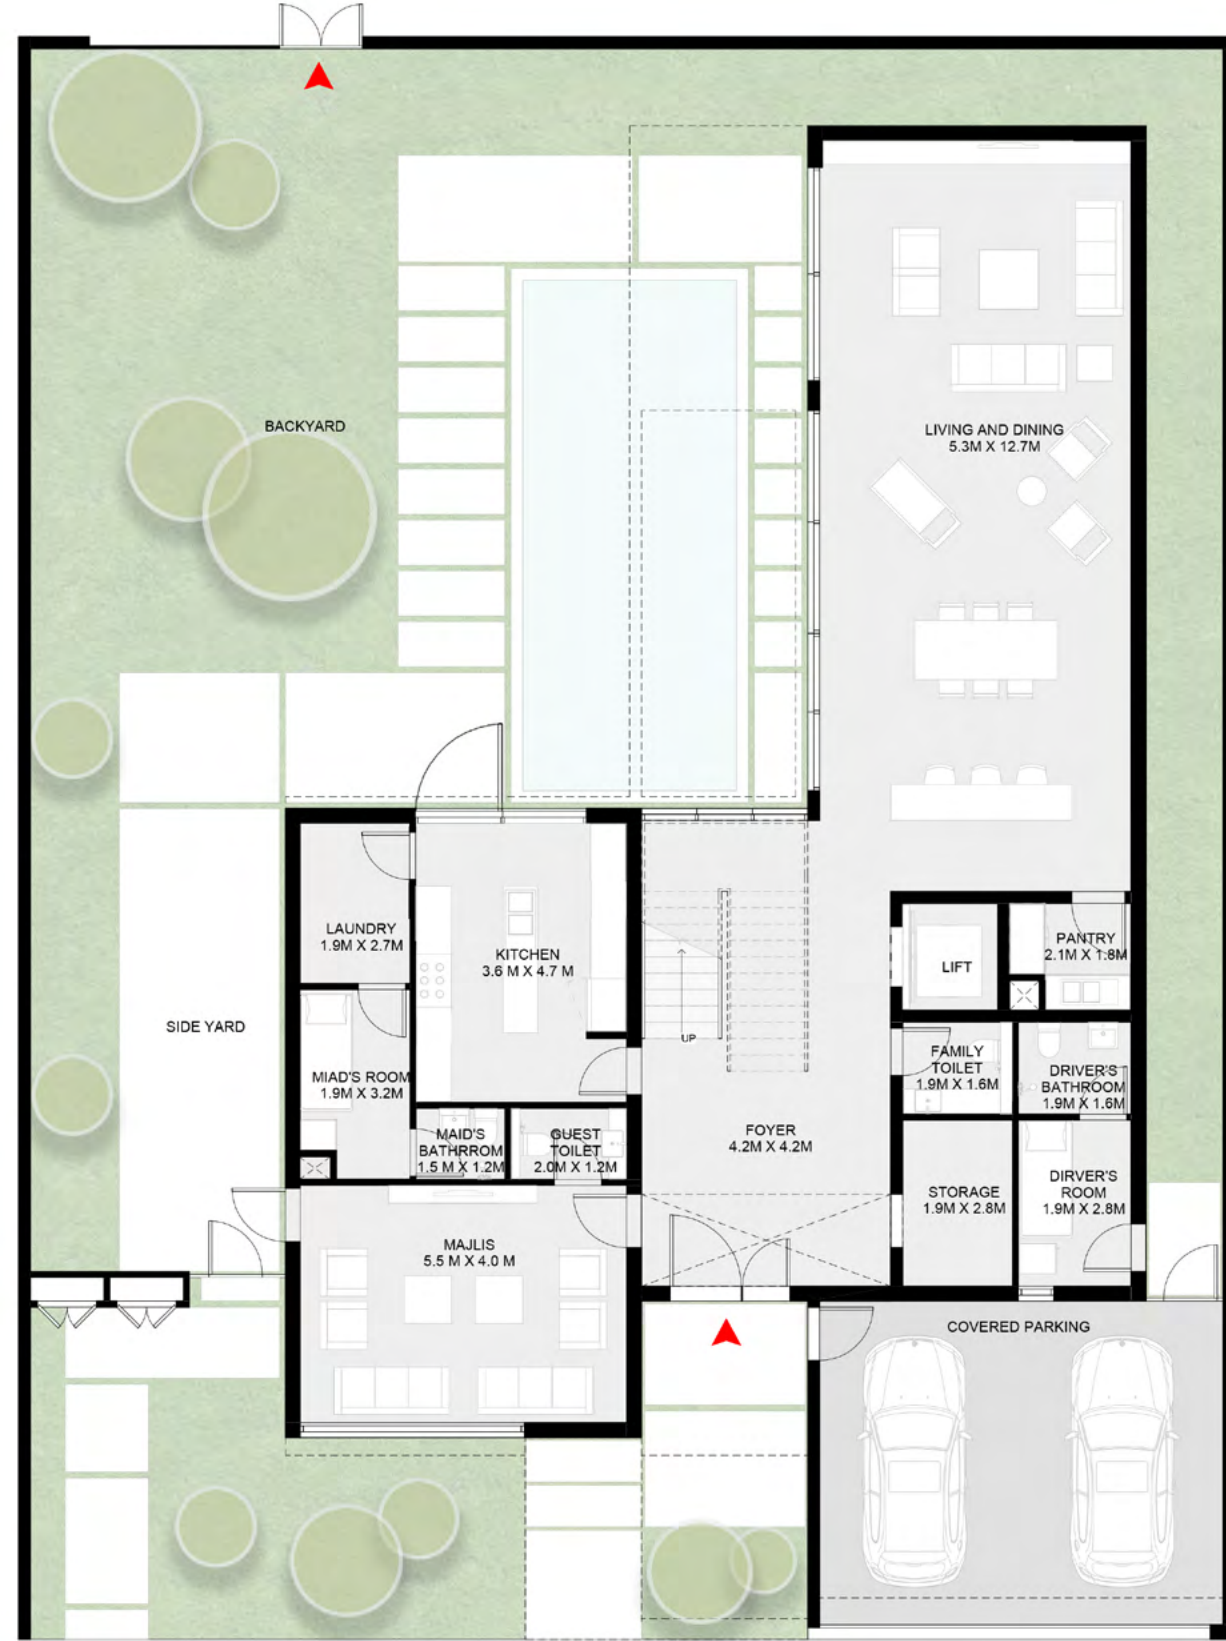 BACKYARD
LIVING AND DINING
5.3M X 12.7M
LAUNDRY
1.9M X 2.7M
KITCHEN
3.6 M X 4.7 M
PANTRY
2.1M X 1.8M
LIFT
SIDE YARD
UP
MIAD'S ROOM
1.9M X 3.2M
FAMILY
TOILET
1.9M X 1.6M
DRIVER'S
BATHROOM
1.9M X 1.6M
MAID'S
BATHRROM
1.5 M X 1.2M
GUEST
TOILET
2.0M X 1.2M
FOYER
4.2M X 4.2M
STORAGE
1.9M X 2.8M
DIRVER'S
ROOM
1.9M X 2.8M
MAJLIS
5.5 M X 4.0 M
COVERED PARKING